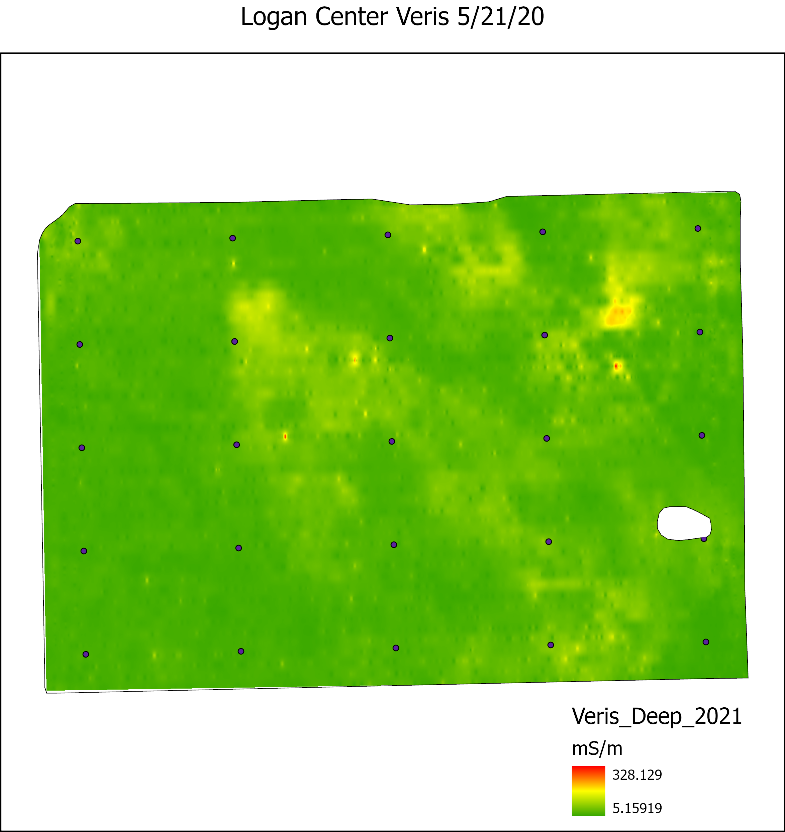 Logan Center Veris 5/21/20
Veris_Deep_2021
mS/m
328.129
5.15919